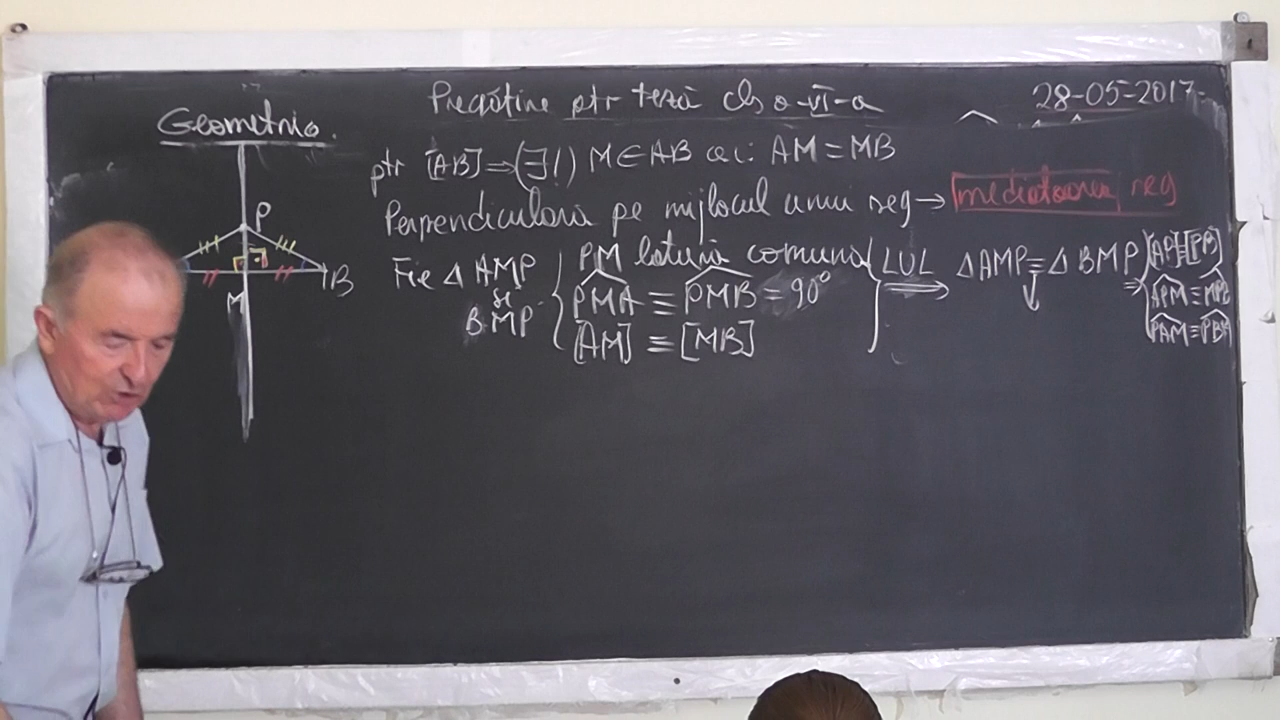 Pregătire ptr teză cls a-VI-a
28-05-2017
Geometrie.
ptr [AB] ⇒ (∃!) M ∈ AB a.i: AM = MB
Perpendiculara pe mijlocul unui seg → mediatoarea seg
P
B
M
Fie Δ AMP
și
BMP
PM latură comună
PMA ≡ PMB = 90°
[AM] ≡ [MB]
LUL ⇒
ΔAMP ≡ Δ BMP ⇒
[AP]≡[PB]
APM ≡ MPB
PAM ≡ PBM